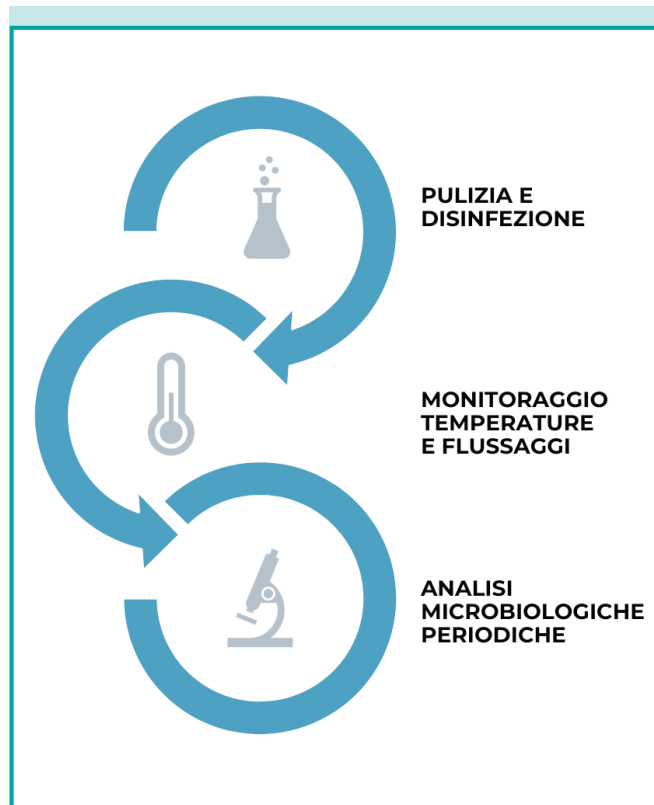 PULIZIA E
DISINFEZIONE
MONITORAGGIO
TEMPERATURE
E FLUSSAGGI
ANALISI
MICROBIOLOGICHE
PERIODICHE